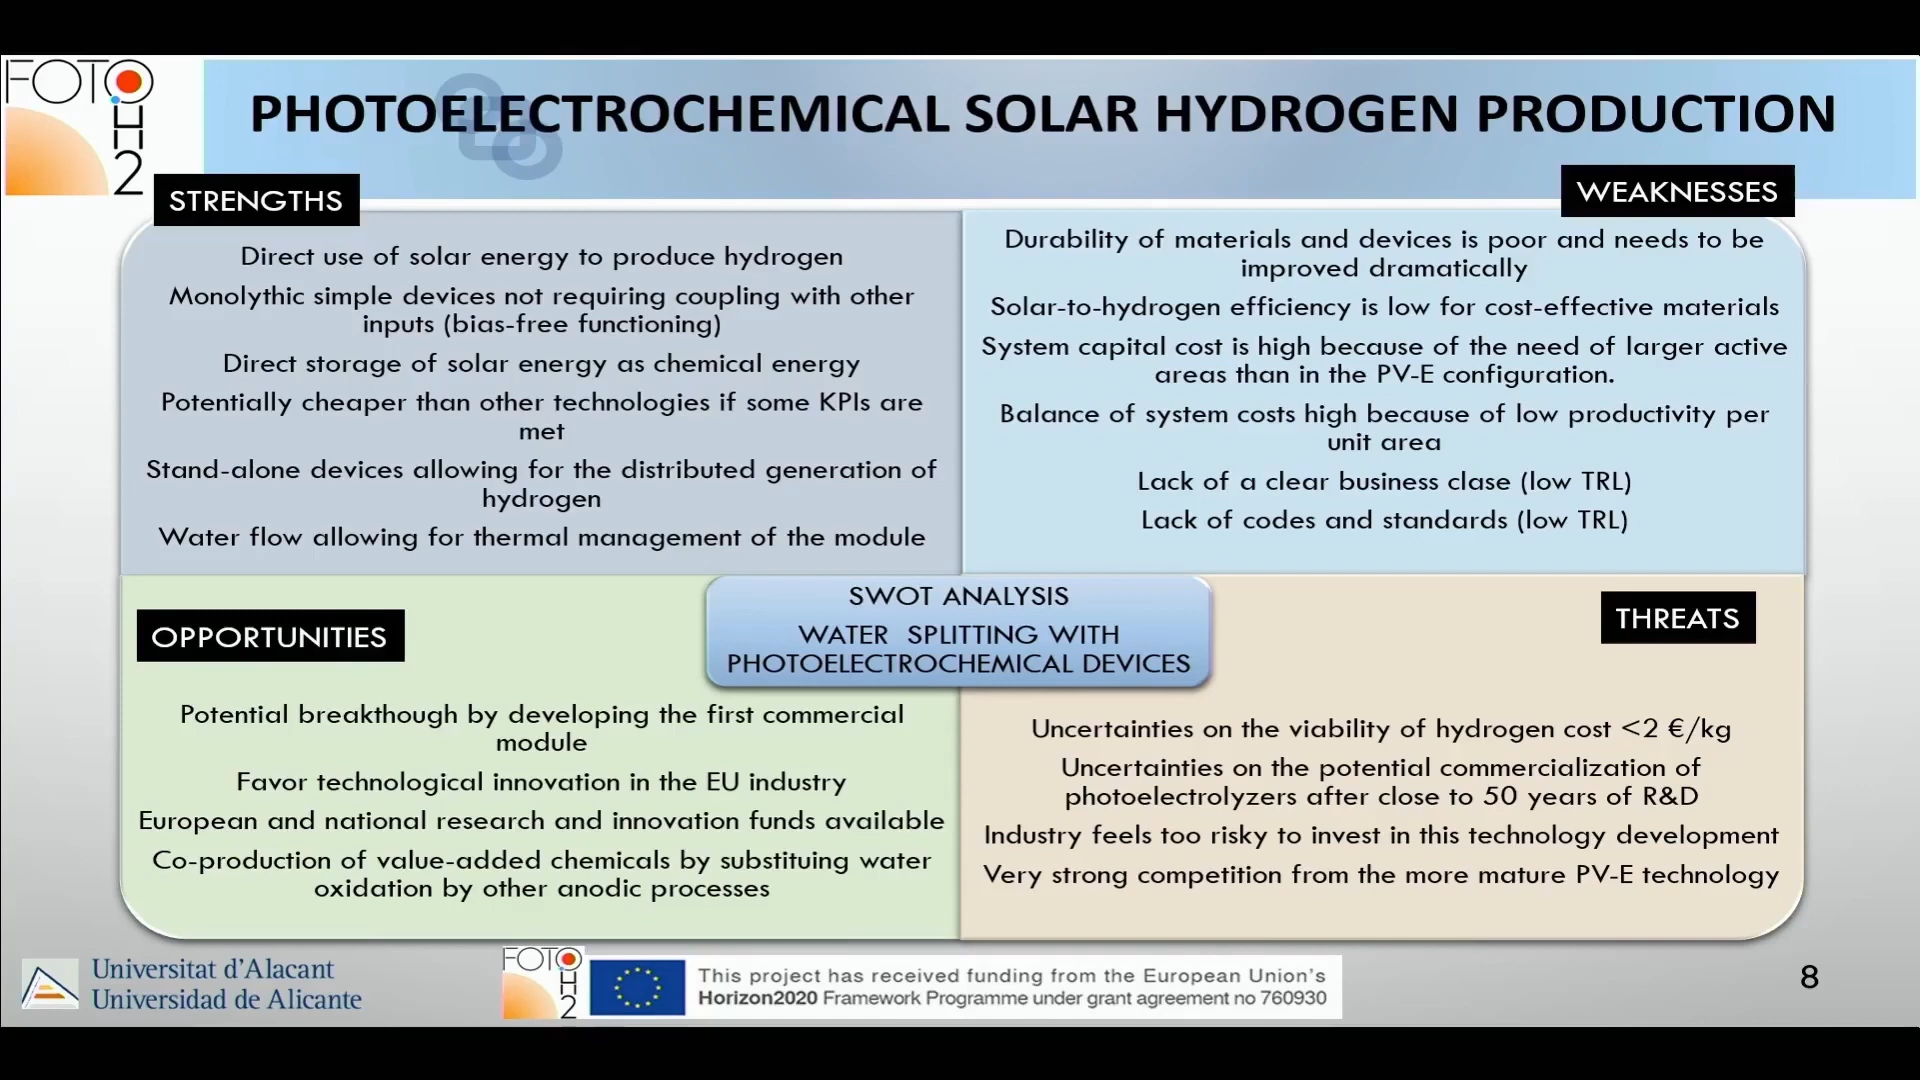 FOTO
H2
PHOTOELECTROCHEMICAL SOLAR HYDROGEN PRODUCTION
STRENGTHS
Direct use of solar energy to produce hydrogen
Monolythic simple devices not requiring coupling with other
inputs (bias-free functioning)
Direct storage of solar energy as chemical energy
Potentially cheaper than other technologies if some KPIs are
met
Stand-alone devices allowing for the distributed generation of
hydrogen
Water flow allowing for thermal management of the module
WEAKNESSES
Durability of materials and devices is poor and needs to be
improved dramatically
Solar-to-hydrogen efficiency is low for cost-effective materials
System capital cost is high because of the need of larger active
areas than in the PV-E configuration.
Balance of system costs high because of low productivity per
unit area
Lack of a clear business clase (low TRL)
Lack of codes and standards (low TRL)
SWOT ANALYSIS
WATER SPLITTING WITH
PHOTOELECTROCHEMICAL DEVICES
OPPORTUNITIES
Potential breakthough by developing the first commercial
module
Favor technological innovation in the EU industry
European and national research and innovation funds available
Co-production of value-added chemicals by substituing water
oxidation by other anodic processes
THREATS
Uncertainties on the viability of hydrogen cost <2 €/kg
Uncertainties on the potential commercialization of
photoelectrolyzers after close to 50 years of R&D
Industry feels too risky to invest in this technology development
Very strong competition from the more mature PV-E technology
Universitat d'Alacant
Universidad de Alicante
FOTO
H2
This project has received funding from the European Union's
Horizon2020 Framework Programme under grant agreement no 760930
8